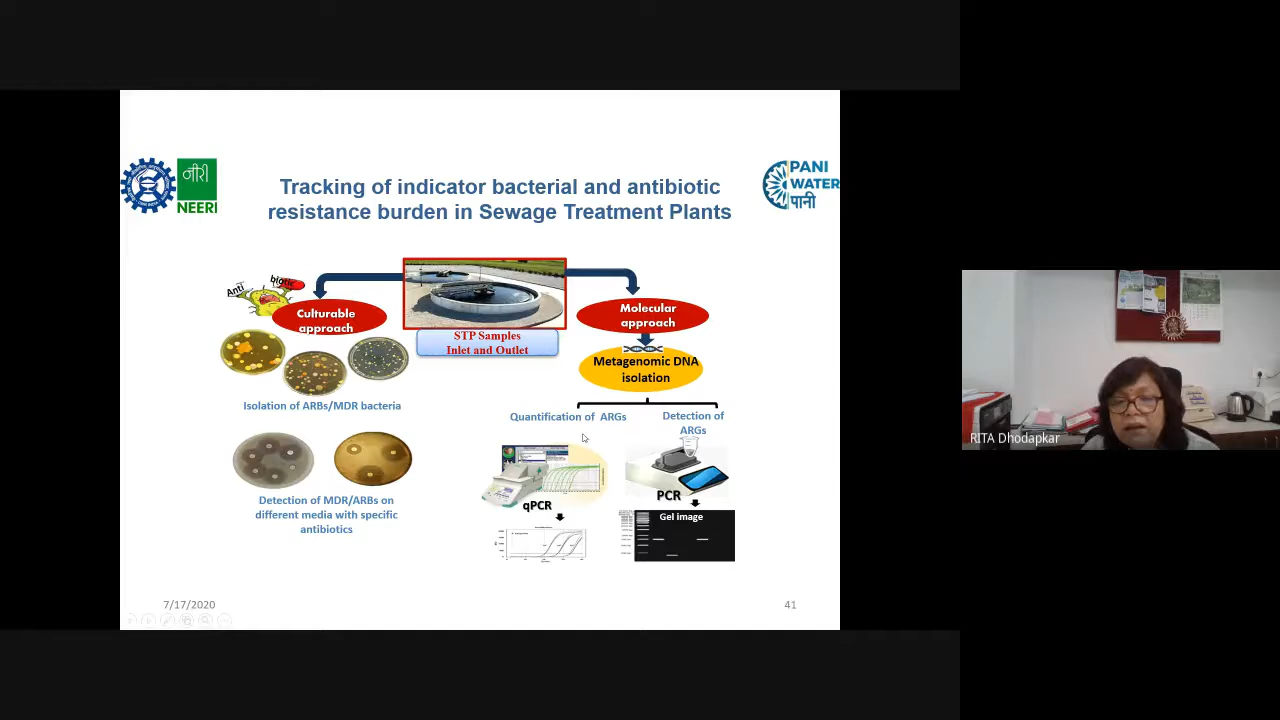 नीरी
NEERI
PANI
WATER
पानी
Tracking of indicator bacterial and antibiotic
resistance burden in Sewage Treatment Plants
Anti
biotic
Culturable
approach
STP Samples
Inlet and Outlet
Molecular
approach
Metagenomic DNA
isolation
Isolation of ARBs/MDR bacteria
Quantification of ARGs
Detection of
ARGs
Detection of MDR/ARBs on
different media with specific
antibiotics
qPCR
PCR
Gel image
7/17/2020
41
RITA Dhodapkar